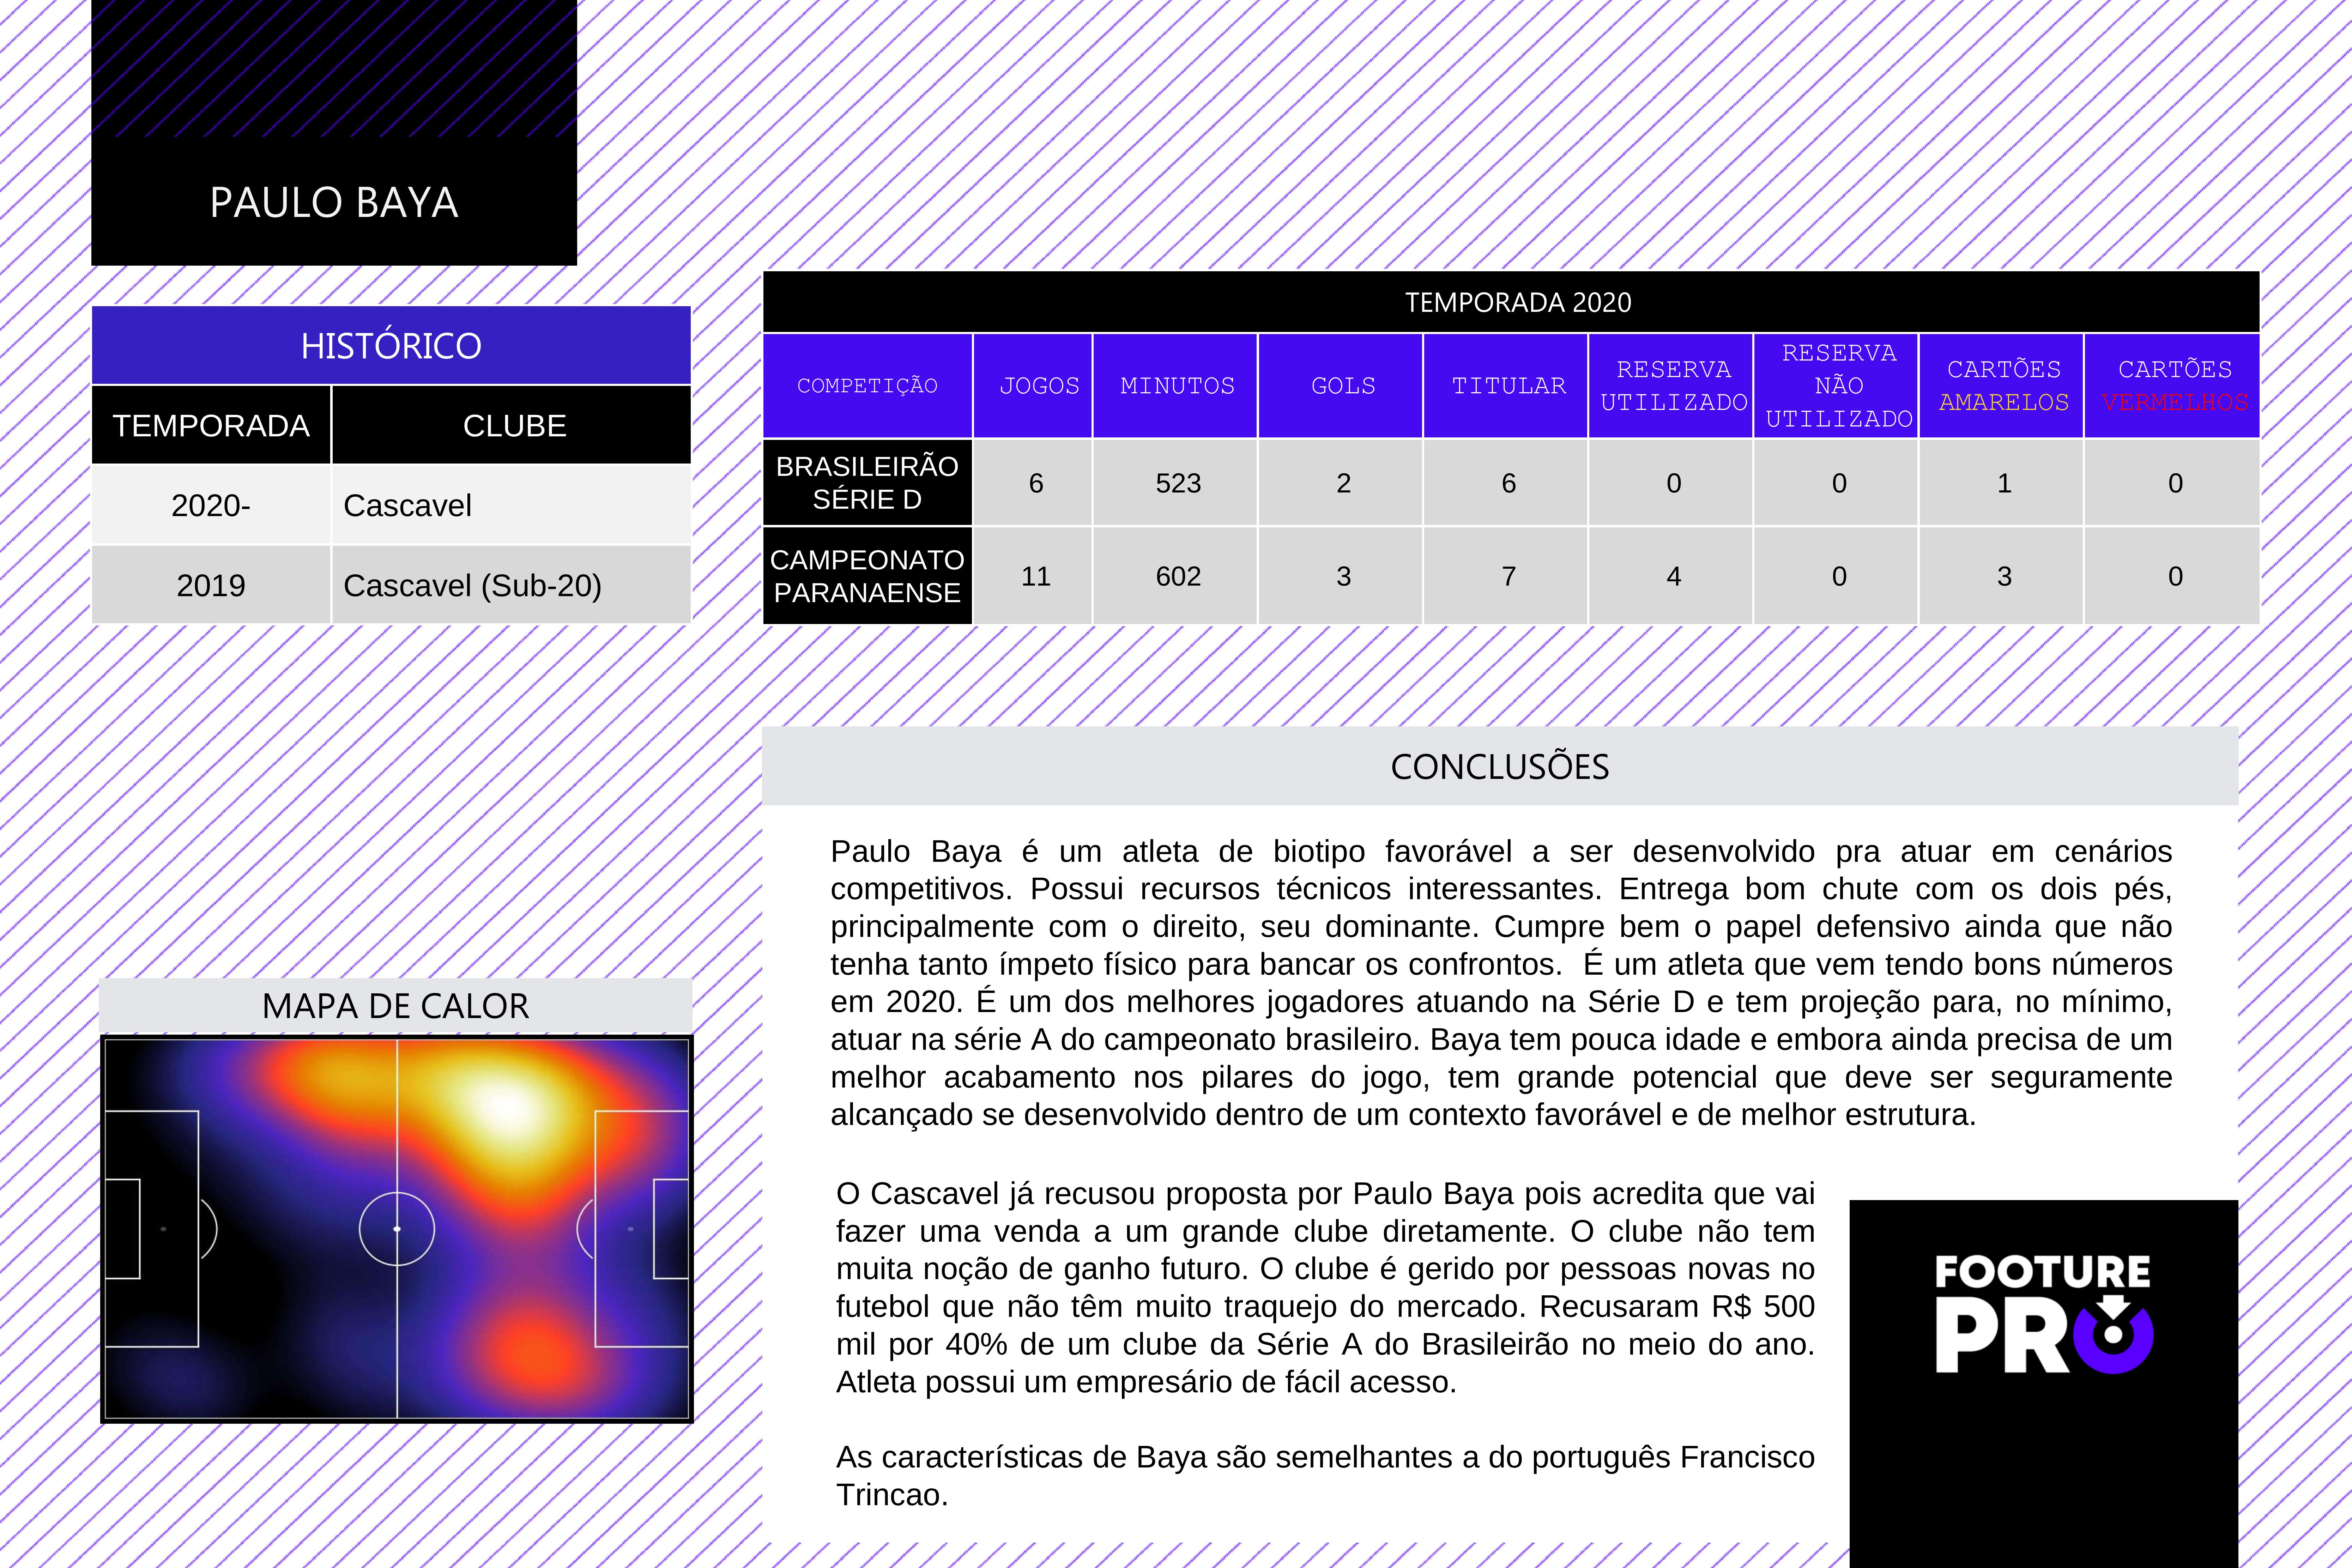 PAULO BAYA
HISTÓRICO
TEMPORADA CLUBE
2020- Cascavel
2019 Cascavel (Sub-20)
TEMPORADA 2020
COMPETIÇÃO JOGOS MINUTOS GOLS TITULAR RESERVA UTILIZADO RESERVA NÃO UTILIZADO CARTÕES AMARELOS CARTÕES VERMELHOS
BRASILEIRÃO SÉRIE D 6 523 2 6 0 0 1 0
CAMPEONATO PARANAENSE 11 602 3 7 4 0 3 0
MAPA DE CALOR
CONCLUSÕES
Paulo Baya é um atleta de biotipo favorável a ser desenvolvido pra atuar em cenários
competitivos. Possui recursos técnicos interessantes. Entrega bom chute com os dois pés,
principalmente com o direito, seu dominante. Cumpre bem o papel defensivo ainda que não
tenha tanto ímpeto físico para bancar os confrontos.  É um atleta que vem tendo bons números
em 2020. É um dos melhores jogadores atuando na Série D e tem projeção para, no mínimo,
atuar na série A do campeonato brasileiro. Baya tem pouca idade e embora ainda precisa de um
melhor acabamento nos pilares do jogo, tem grande potencial que deve ser seguramente
alcançado se desenvolvido dentro de um contexto favorável e de melhor estrutura.
O Cascavel já recusou proposta por Paulo Baya pois acredita que vai
fazer uma venda a um grande clube diretamente. O clube não tem
muita noção de ganho futuro. O clube é gerido por pessoas novas no
futebol que não têm muito traquejo do mercado. Recusaram R$ 500
mil por 40% de um clube da Série A do Brasileirão no meio do ano.
Atleta possui um empresário de fácil acesso.
As características de Baya são semelhantes a do português Francisco
Trincao.
FOOTURE
PRO